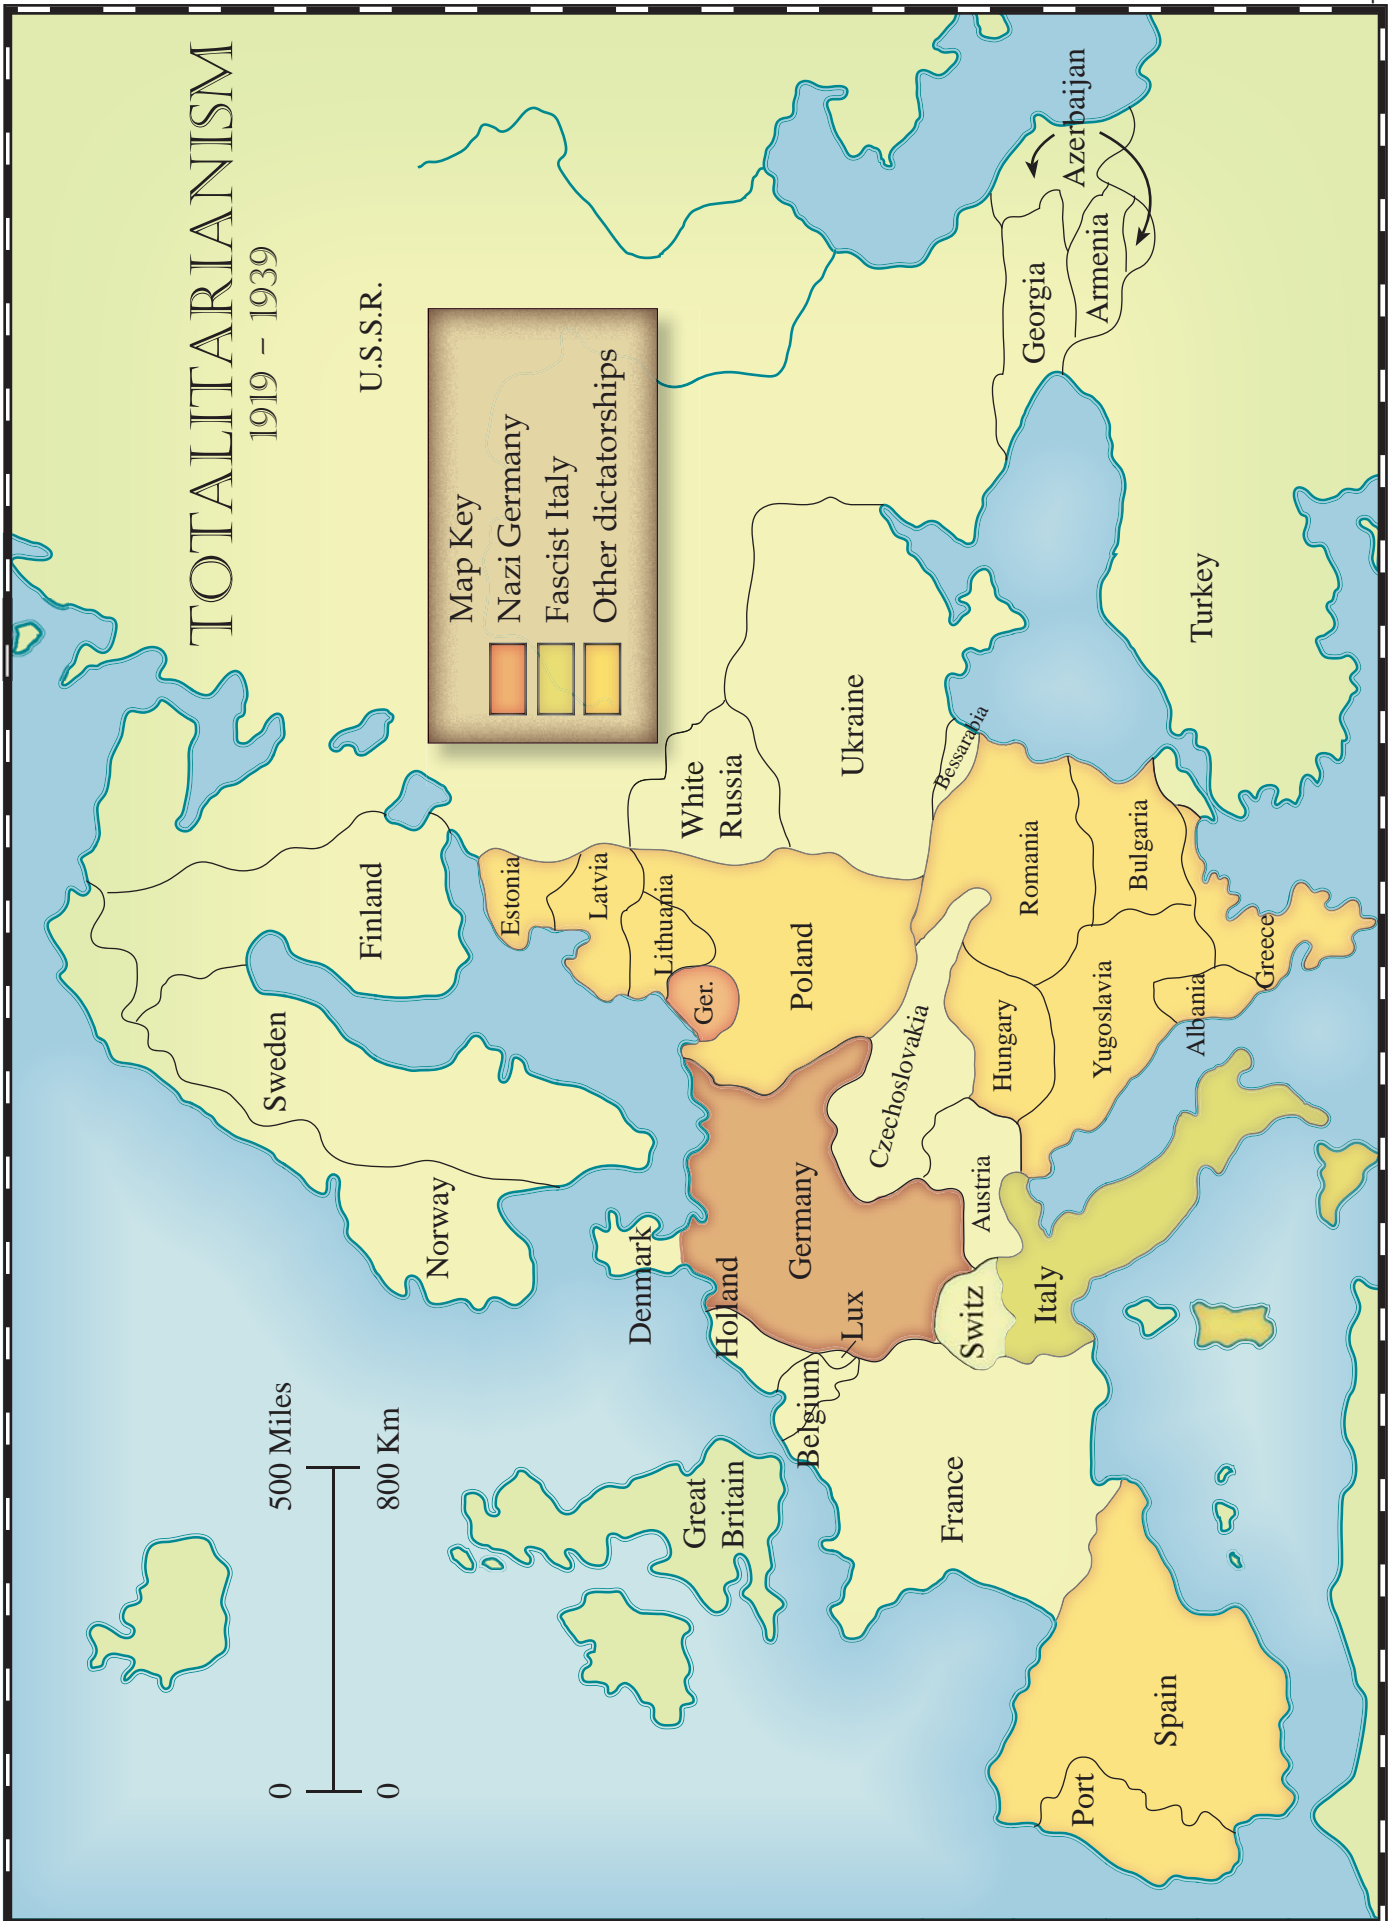 TOTALITARIANISM
1919 – 1939
U.S.S.R.
Map Key
Nazi Germany
Fascist Italy
Other dictatorships
0
500 Miles
0
800 Km
Norway
Sweden
Finland
Estonia
Latvia
Lithuania
Ger.
White
Russia
Denmark
Great
Britain
Holland
Belgium
Lux
Germany
Poland
Ukraine
Czechoslovakia
France
Switz
Austria
Hungary
Romania
Bessarabia
Italy
Yugoslavia
Bulgaria
Albania
Greece
Port
Spain
Turkey
Georgia
Armenia
Azerbaijan